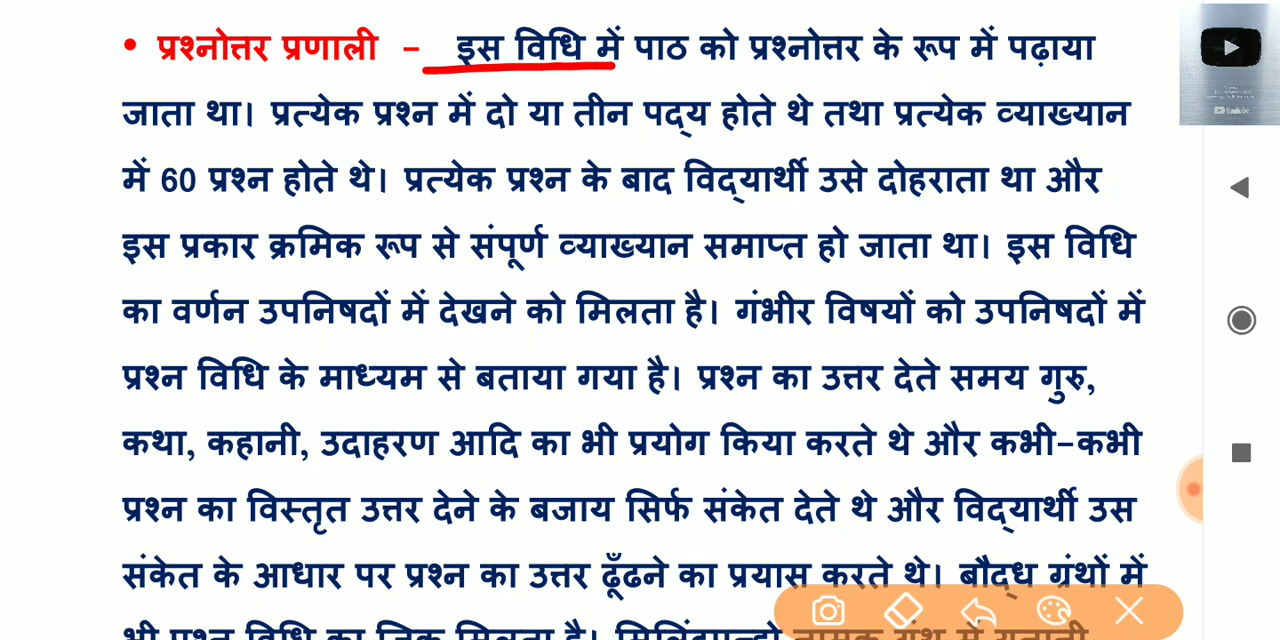 • प्रश्नोत्तर प्रणाली – इस विधि में पाठ को प्रश्नोत्तर के रूप में पढ़ाया
जाता था। प्रत्येक प्रश्न में दो या तीन पद्य होते थे तथा प्रत्येक व्याख्यान
में 60 प्रश्न होते थे। प्रत्येक प्रश्न के बाद विद्यार्थी उसे दोहराता था और
इस प्रकार क्रमिक रूप से संपूर्ण व्याख्यान समाप्त हो जाता था। इस विधि
का वर्णन उपनिषदों में देखने को मिलता है। गंभीर विषयों को उपनिषदों में
प्रश्न विधि के माध्यम से बताया गया है। प्रश्न का उत्तर देते समय गुरु,
कथा, कहानी, उदाहरण आदि का भी प्रयोग किया करते थे और कभी–कभी
प्रश्न का विस्तृत उत्तर देने के बजाय सिर्फ संकेत देते थे और विद्यार्थी उस
संकेत के आधार पर प्रश्न का उत्तर ढूँढने का प्रयास करते थे। बौद्ध ग्रंथों में
भी प्रश्न विधि का जिक्र मिलता है।
YouTube